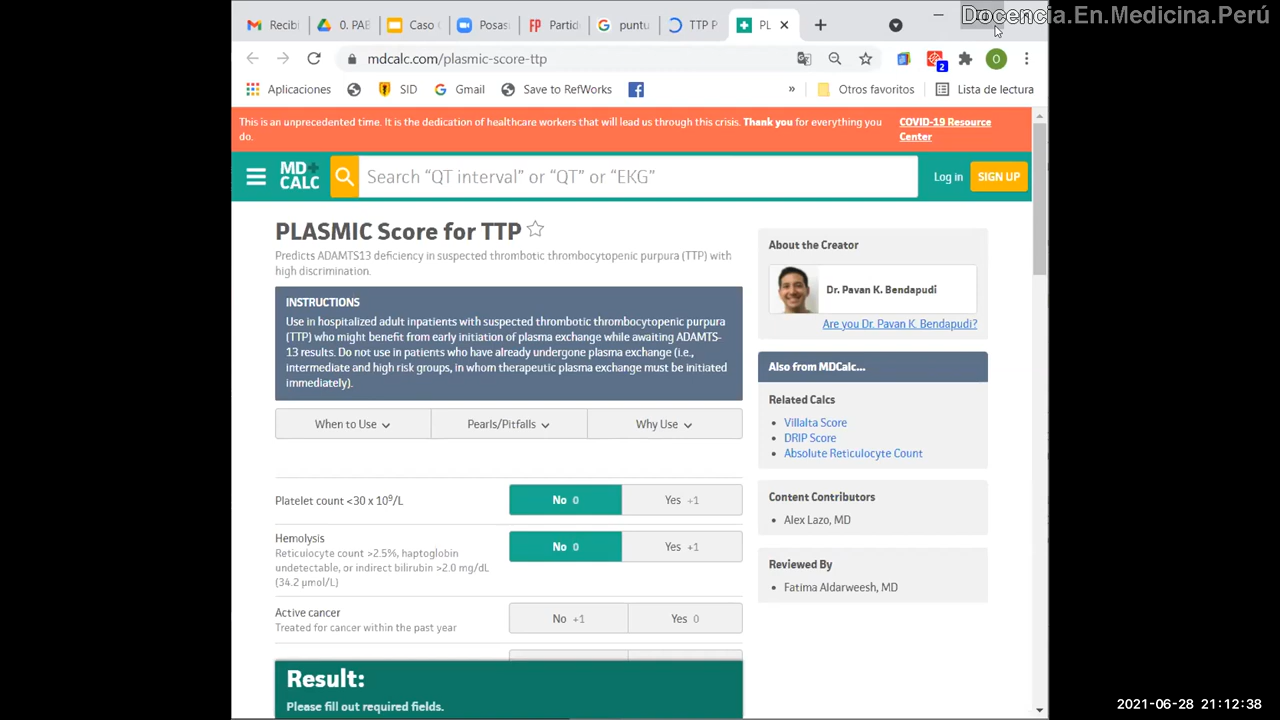 Docencia.En.Medicina.Perú
Recibi
O_PAB
Caso
Posas
Partid
puntu
TTP P
PL
mdcalc.com/plasmic-score-ttp
2
O
Aplicaciones
SID
Gmail
Save to RefWorks
»
Otros favoritos
Lista de lectura
This is an unprecedented time. It is the dedication of healthcare workers that will lead us through this crisis. Thank you for everything you
do.
COVID-19 Resource
Center
MD+
CALC
Search “QT interval” or “QT” or “EKG”
Log in
SIGN UP
PLASMIC Score for TTP
Predicts ADAMTS13 deficiency in suspected thrombotic thrombocytopenic purpura (TTP) with
high discrimination.
INSTRUCTIONS
Use in hospitalized adult inpatients with suspected thrombotic thrombocytopenic purpura
(TTP) who might benefit from early initiation of plasma exchange while awaiting ADAMTS-
13 results. Do not use in patients who have already undergone plasma exchange (i.e.,
intermediate and high risk groups, in whom therapeutic plasma exchange must be initiated
immediately).
When to Use
Pearls/Pitfalls
Why Use
Platelet count <30 x 10⁹/L
No 0
Yes +1
Hemolysis
Reticulocyte count >2.5%, haptoglobin
undetectable, or indirect bilirubin >2.0 mg/dL
(34.2 µmol/L)
No 0
Yes +1
Active cancer
Treated for cancer within the past year
No +1
Yes 0
Result:
Please fill out required fields.
About the Creator
Dr. Pavan K. Bendapudi
Are you Dr. Pavan K. Bendapudi?
Also from MDCalc...
Related Calcs
• Villalta Score
• DRIP Score
• Absolute Reticulocyte Count
Content Contributors
• Alex Lazo, MD
Reviewed By
• Fatima Aldarweesh, MD
2021-06-28 21:12:38